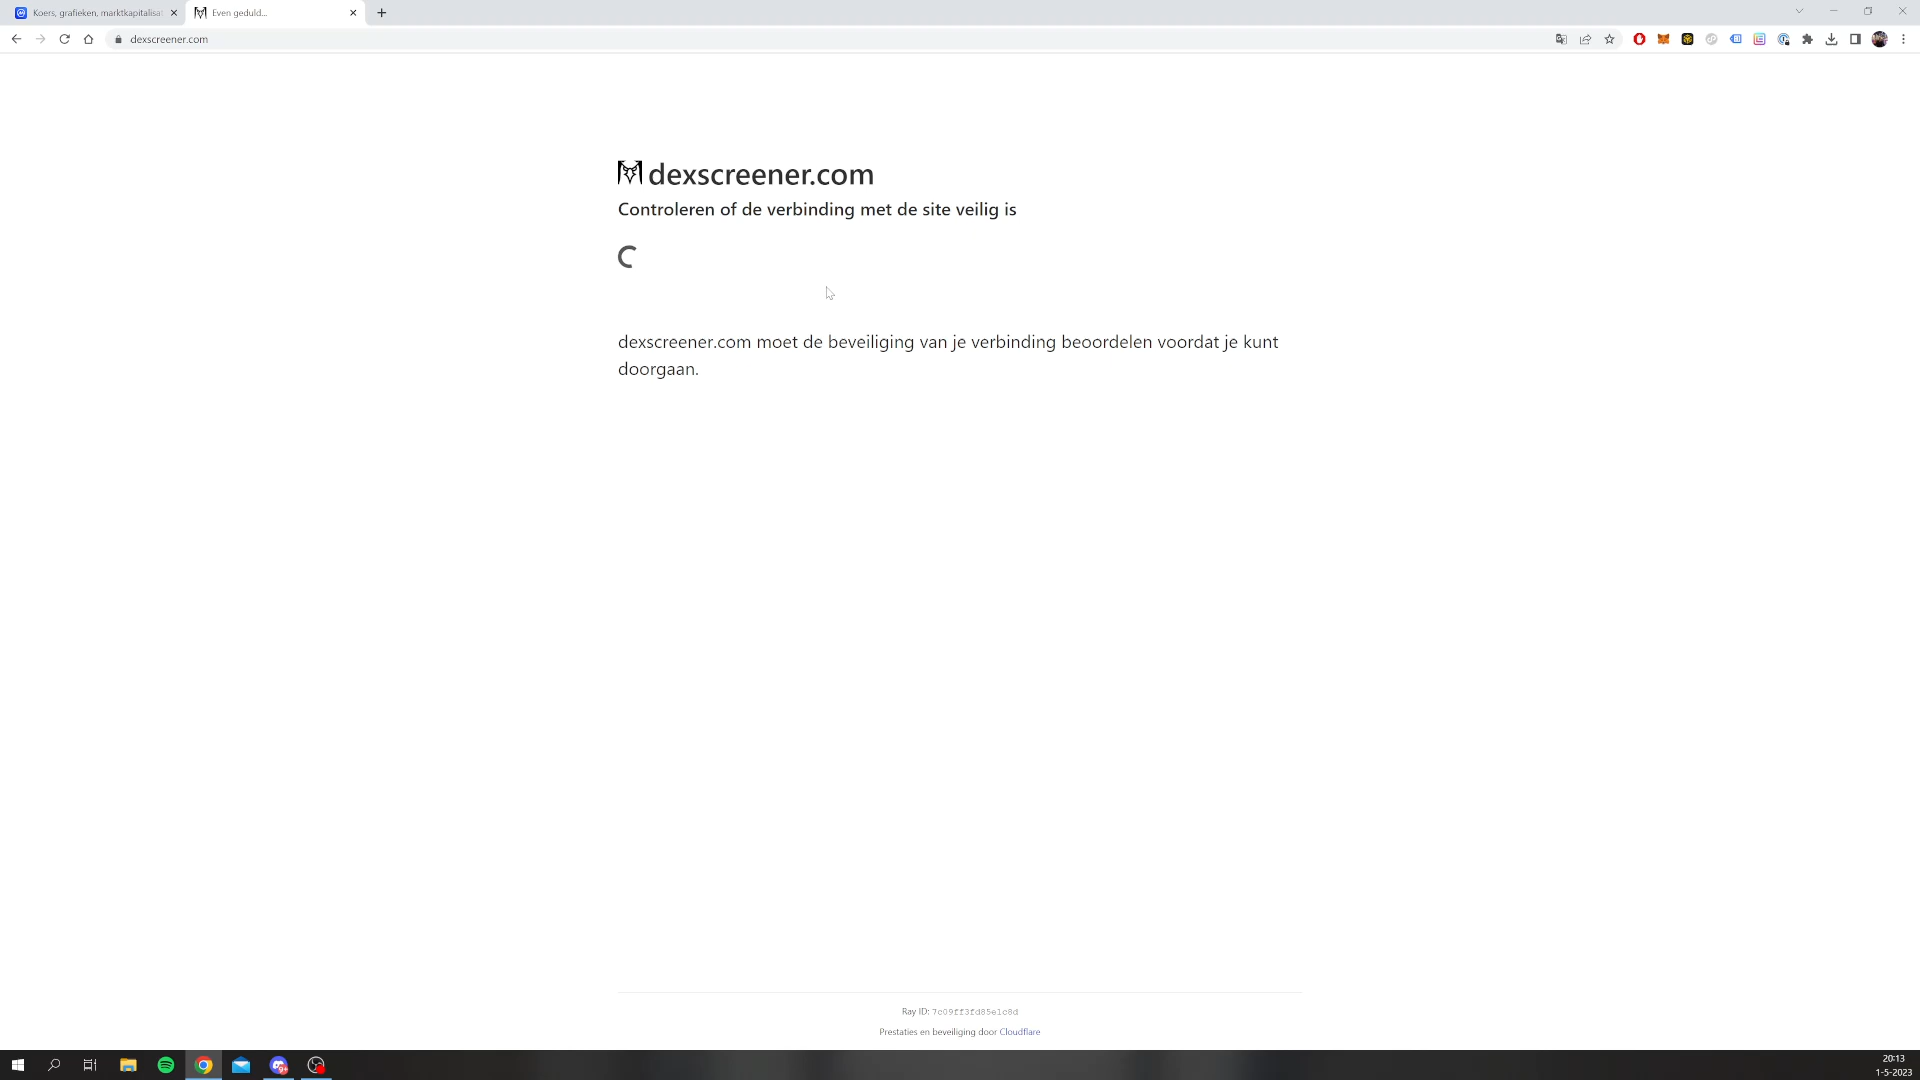 Koers, grafieken, marktkapitalisa
Even geduld...
dexscreener.com
dexscreener.com
Controleren of de verbinding met de site veilig is
dexscreener.com moet de beveiliging van je verbinding beoordelen voordat je kunt
doorgaan.
Ray ID: 7c09ff3fd85e1c8d
Prestaties en beveiliging door Cloudflare
9+
20:13
1-5-2023